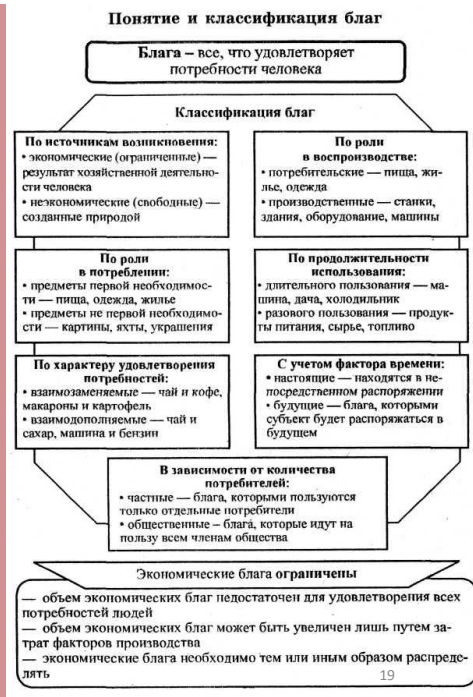 Понятие и классификация благ
Блага – все, что удовлетворяет
потребности человека
Классификация благ
По источникам возникновения:
• экономические (ограниченные) —
результат хозяйственной деятельно-
сти человека
• неэкономические (свободные) —
созданные природой
По роли
в воспроизводстве:
• потребительские — пища, жи-
лье, одежда
• производственные — станки,
здания, оборудование, машины
По роли
в потреблении:
• предметы первой необходимос-
ти — пища, одежда, жилье
• предметы не первой необходимо-
сти — картины, яхты, украшения
По продолжительности
использования:
• длительного пользования — ма-
шина, дача, холодильник
• разового пользования — продук-
ты питания, сырье, топливо
По характеру удовлетворения
потребностей:
• взаимозаменяемые — чай и кофе,
макароны и картофель
• взаимодополняемые — чай и
сахар, машина и бензин
С учетом фактора времени:
• настоящие — находятся в не-
посредственном распоряжении
• будущие — блага, которыми
субъект будет распоряжаться в
будущем
В зависимости от количества
потребителей:
• частные — блага, которыми пользуются
только отдельные потребители
• общественные – блага, которые идут на
пользу всем членам общества
Экономические блага ограничены
— объем экономических благ недостаточен для удовлетворения всех
потребностей людей
— объем экономических благ может быть увеличен лишь путем за-
трат факторов производства
— экономические блага необходимо тем или иным образом распреде-
лять
19